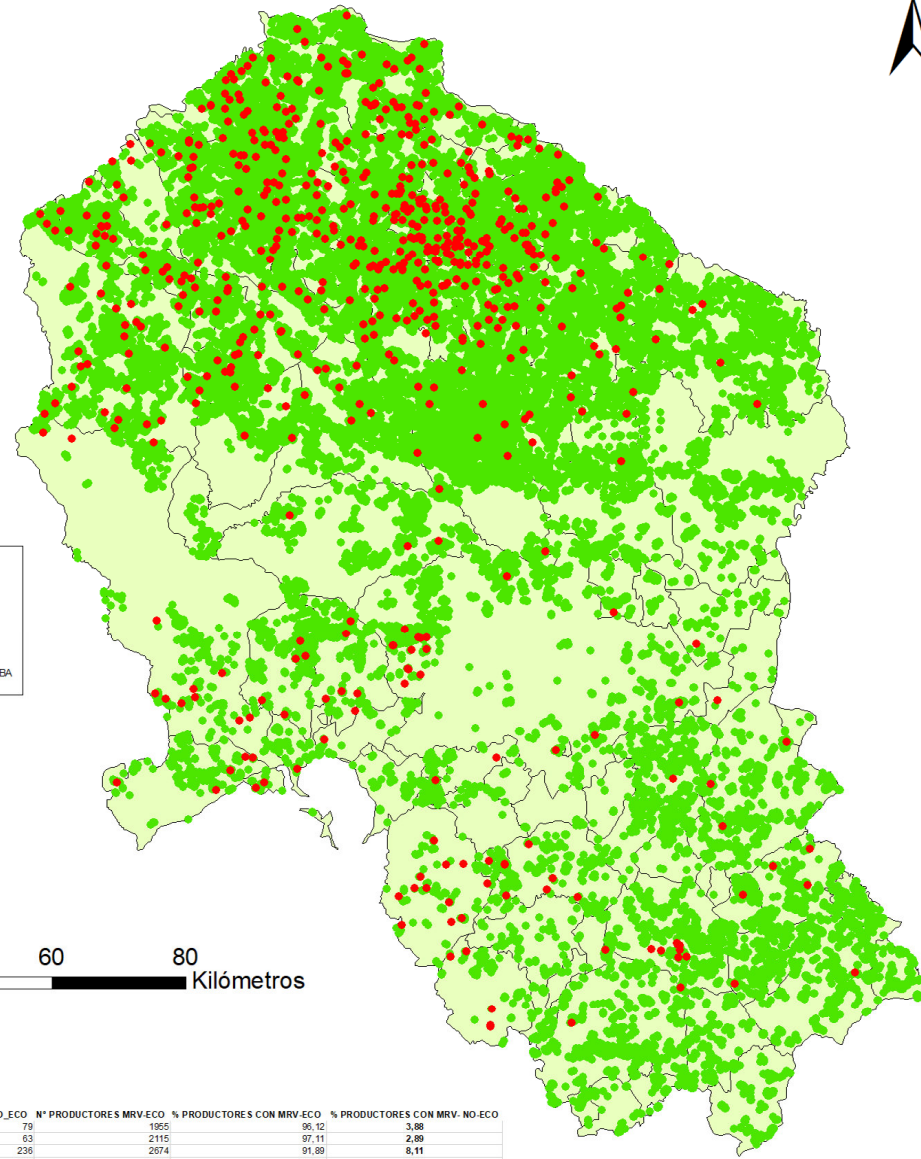 BA
60 80
Kilómetros
O_ECO N° PRODUCTORES MRV-ECO % PRODUCTORES CON MRV-ECO % PRODUCTORES CON MRV- NO-ECO
79 1955 96,12 3,88
63 2115 97,11 2,89
236 2674 91,89 8,11